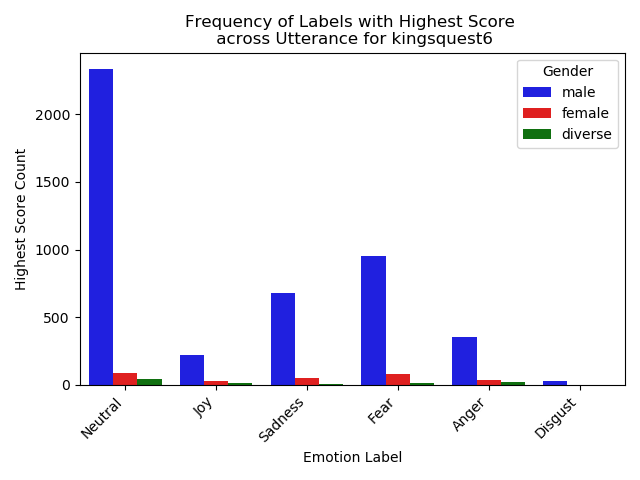 Frequency of Labels with Highest Score
across Utterance for kingsquest6
Gender
male
female
diverse
Highest Score Count
2000
1500
1000
500
0
Neutral
Joy
Sadness
Fear
Anger
Disgust
Emotion Label